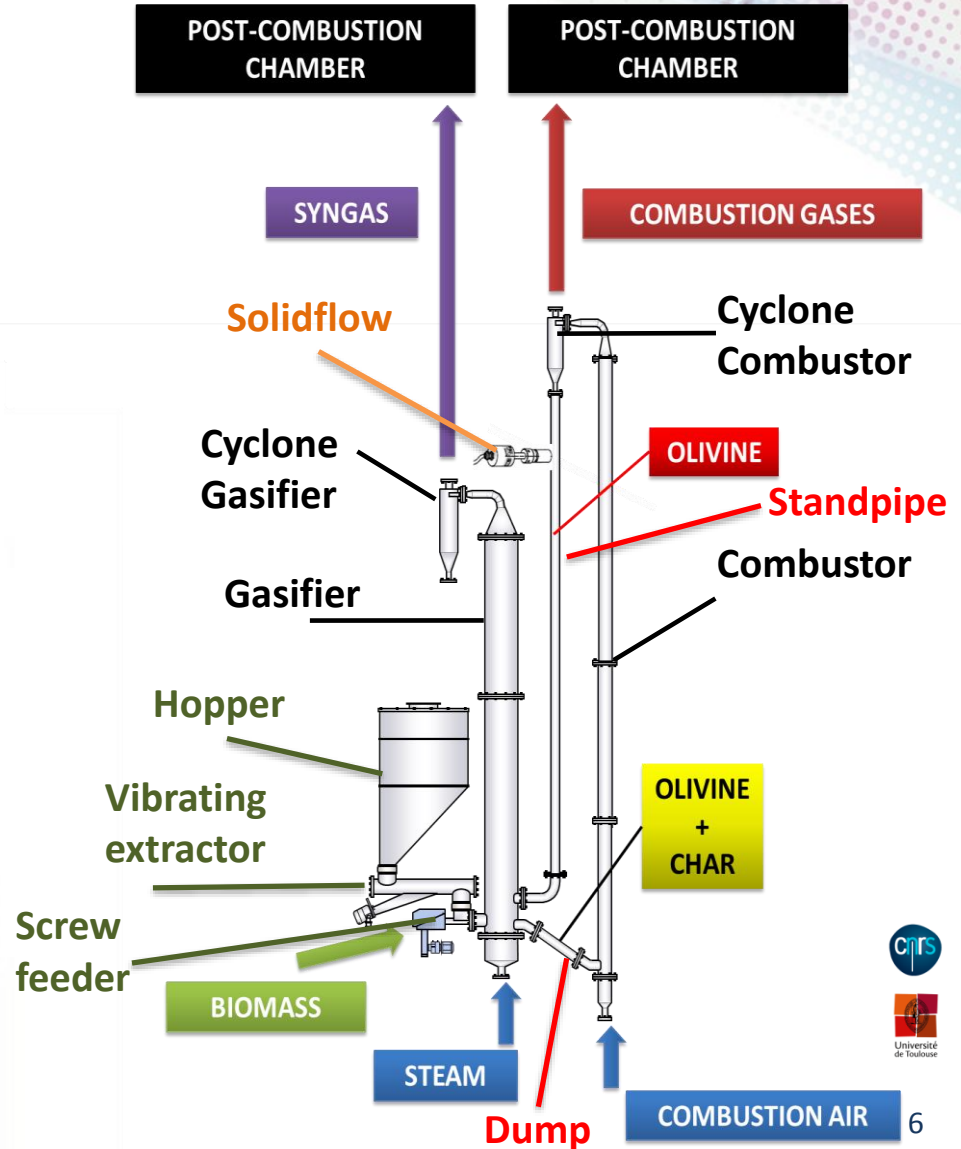 POST-COMBUSTION
CHAMBER
POST-COMBUSTION
CHAMBER
SYNGAS
COMBUSTION GASES
Solidflow
Cyclone
Combustor
Cyclone
Gasifier
OLIVINE
Standpipe
Combustor
Gasifier
Hopper
Vibrating
extractor
OLIVINE
+
CHAR
Screw
feeder
BIOMASS
cnrs
Université
de Toulouse
STEAM
Dump
COMBUSTION AIR
6